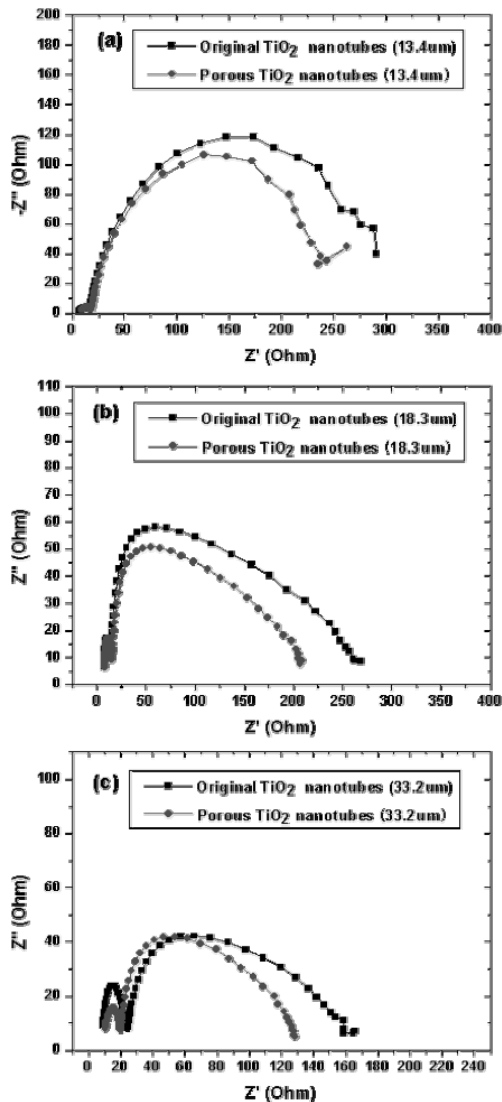 (a)
Original TiO2 nanotubes (13.4um)
Porous TiO2 nanotubes (13.4um)
200
180
160
140
120
100
80
60
40
20
0
-Z'' (Ohm)
0 50 100 150 200 250 300 350 400
Z' (Ohm)
(b)
Original TiO2 nanotubes (18.3um)
Porous TiO2 nanotubes (18.3um)
110
100
90
80
70
60
50
40
30
20
10
0
Z'' (Ohm)
0 50 100 150 200 250 300 350 400
Z' (Ohm)
(c)
Original TiO2 nanotubes (33.2um)
Porous TiO2 nanotubes (33.2um)
100
80
60
40
20
0
Z'' (Ohm)
0 20 40 60 80 100 120 140 160 180 200 220 240
Z' (Ohm)